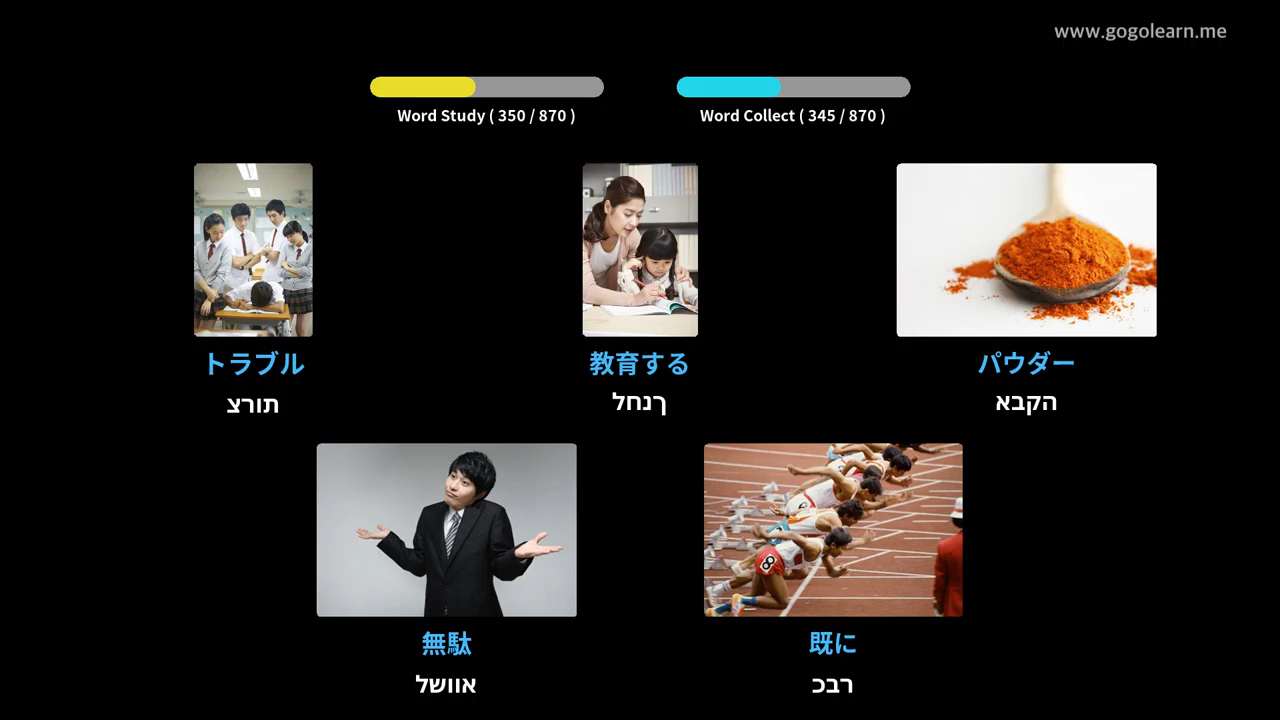 www.gogolearn.me
Word Study ( 350 / 870 )
Word Collect ( 345 / 870 )
トラブル
תורצ
教育する
ךנחל
パウダー
הקבא
無駄
אוושל
既に
רבכ